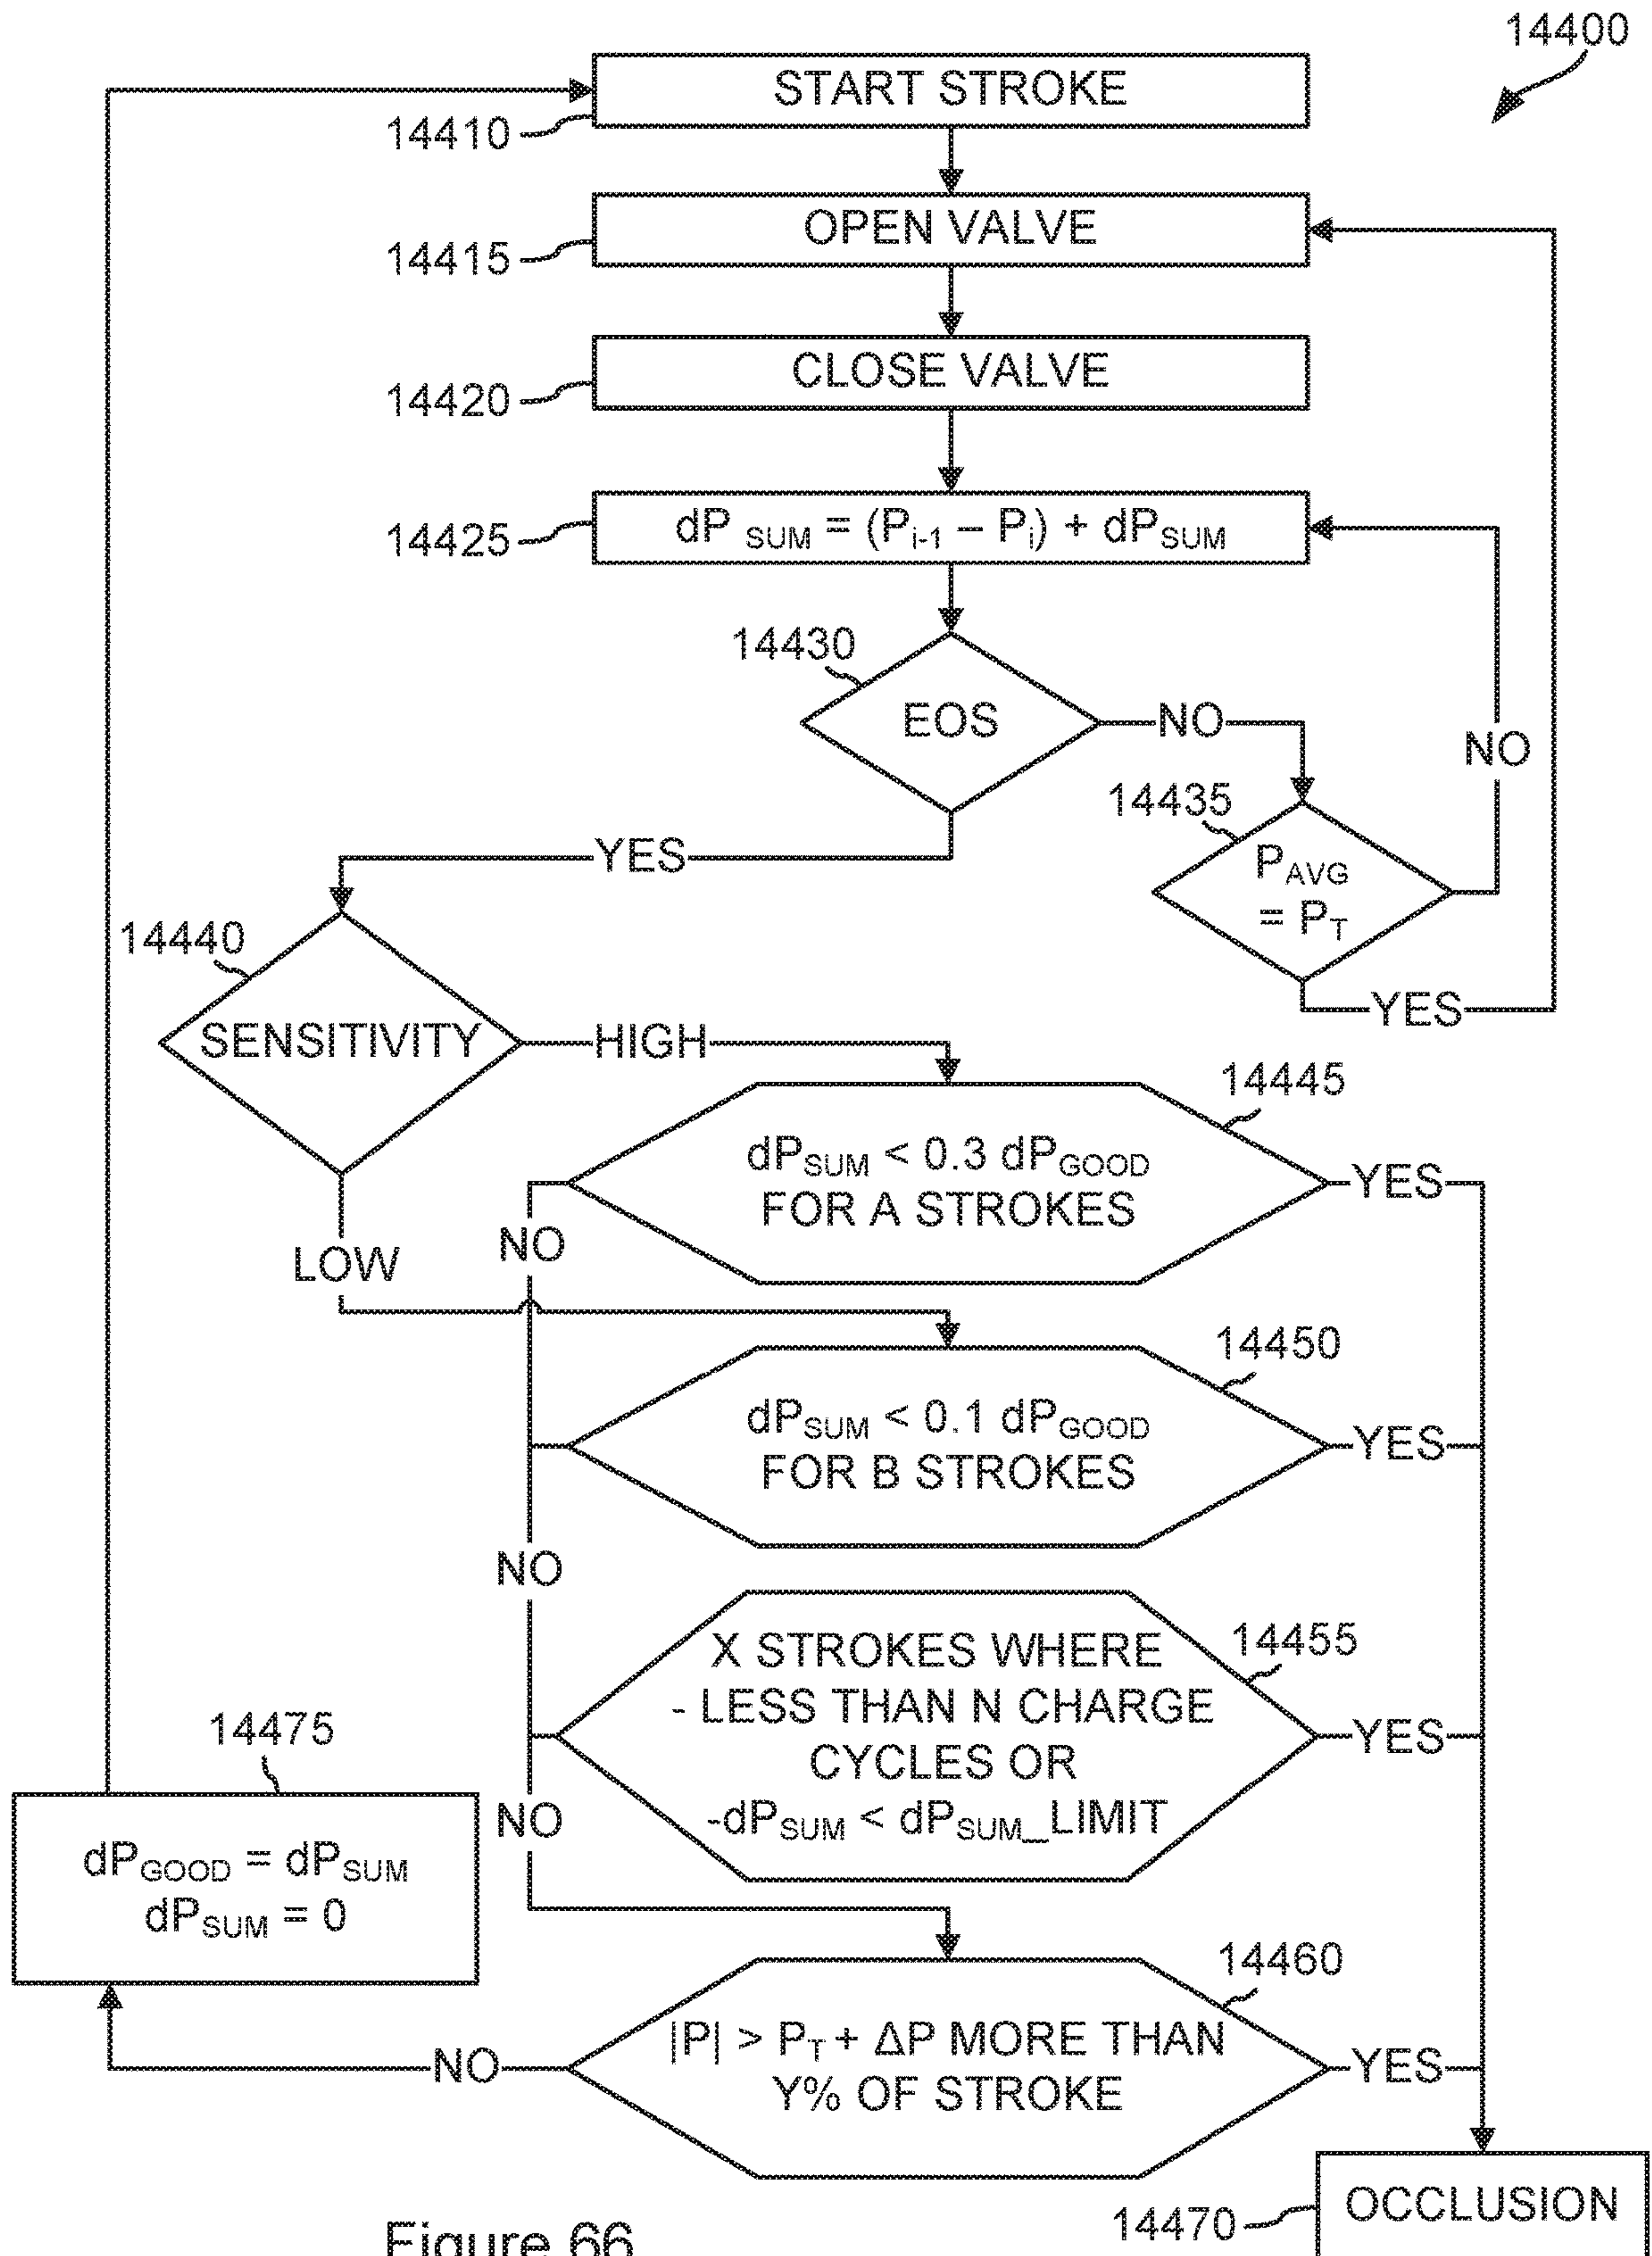 14400
START STROKE
14410
OPEN VALVE
14415
CLOSE VALVE
14420
dP SUM = (Pi-1 – Pi) + dPSUM
14425
14430
EOS
NO
NO
14435
PAVG
= PT
YES
YES
14440
SENSITIVITY
HIGH
14445
dPSUM < 0.3 dPGOOD
FOR A STROKES
YES
NO
LOW
14450
dPSUM < 0.1 dPGOOD
FOR B STROKES
YES
NO
14455
X STROKES WHERE
- LESS THAN N CHARGE
CYCLES OR
-dPSUM < dPSUM_LIMIT
YES
NO
14475
dPGOOD = dPSUM
dPSUM = 0
14460
|P| > PT + ΔP MORE THAN
Y% OF STROKE
YES
NO
OCCLUSION
14470
Figure 66